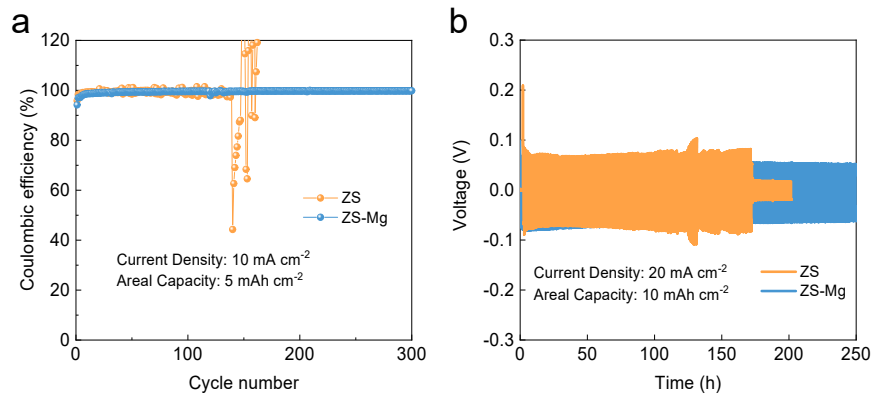 a
Coulombic efficiency (%)
120
100
80
60
40
20
0
ZS
ZS-Mg
Current Density: 10 mA cm-2
Areal Capacity: 5 mAh cm-2
0 100 200 300
Cycle number
b
Voltage (V)
0.3
0.2
0.1
0.0
-0.1
-0.2
-0.3
Current Density: 20 mA cm-2
Areal Capacity: 10 mAh cm-2
ZS
ZS-Mg
0 50 100 150 200 250
Time (h)